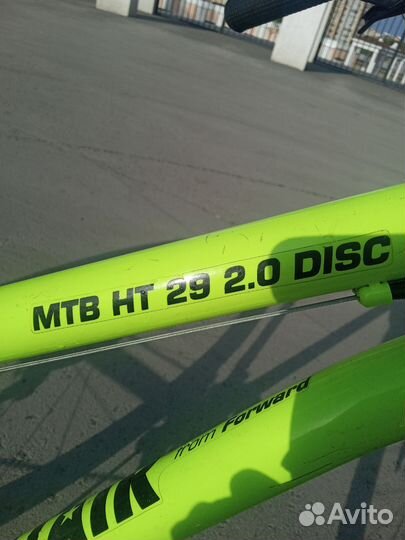 MTB HT 29 2.0 DISC
from Forward
Avito